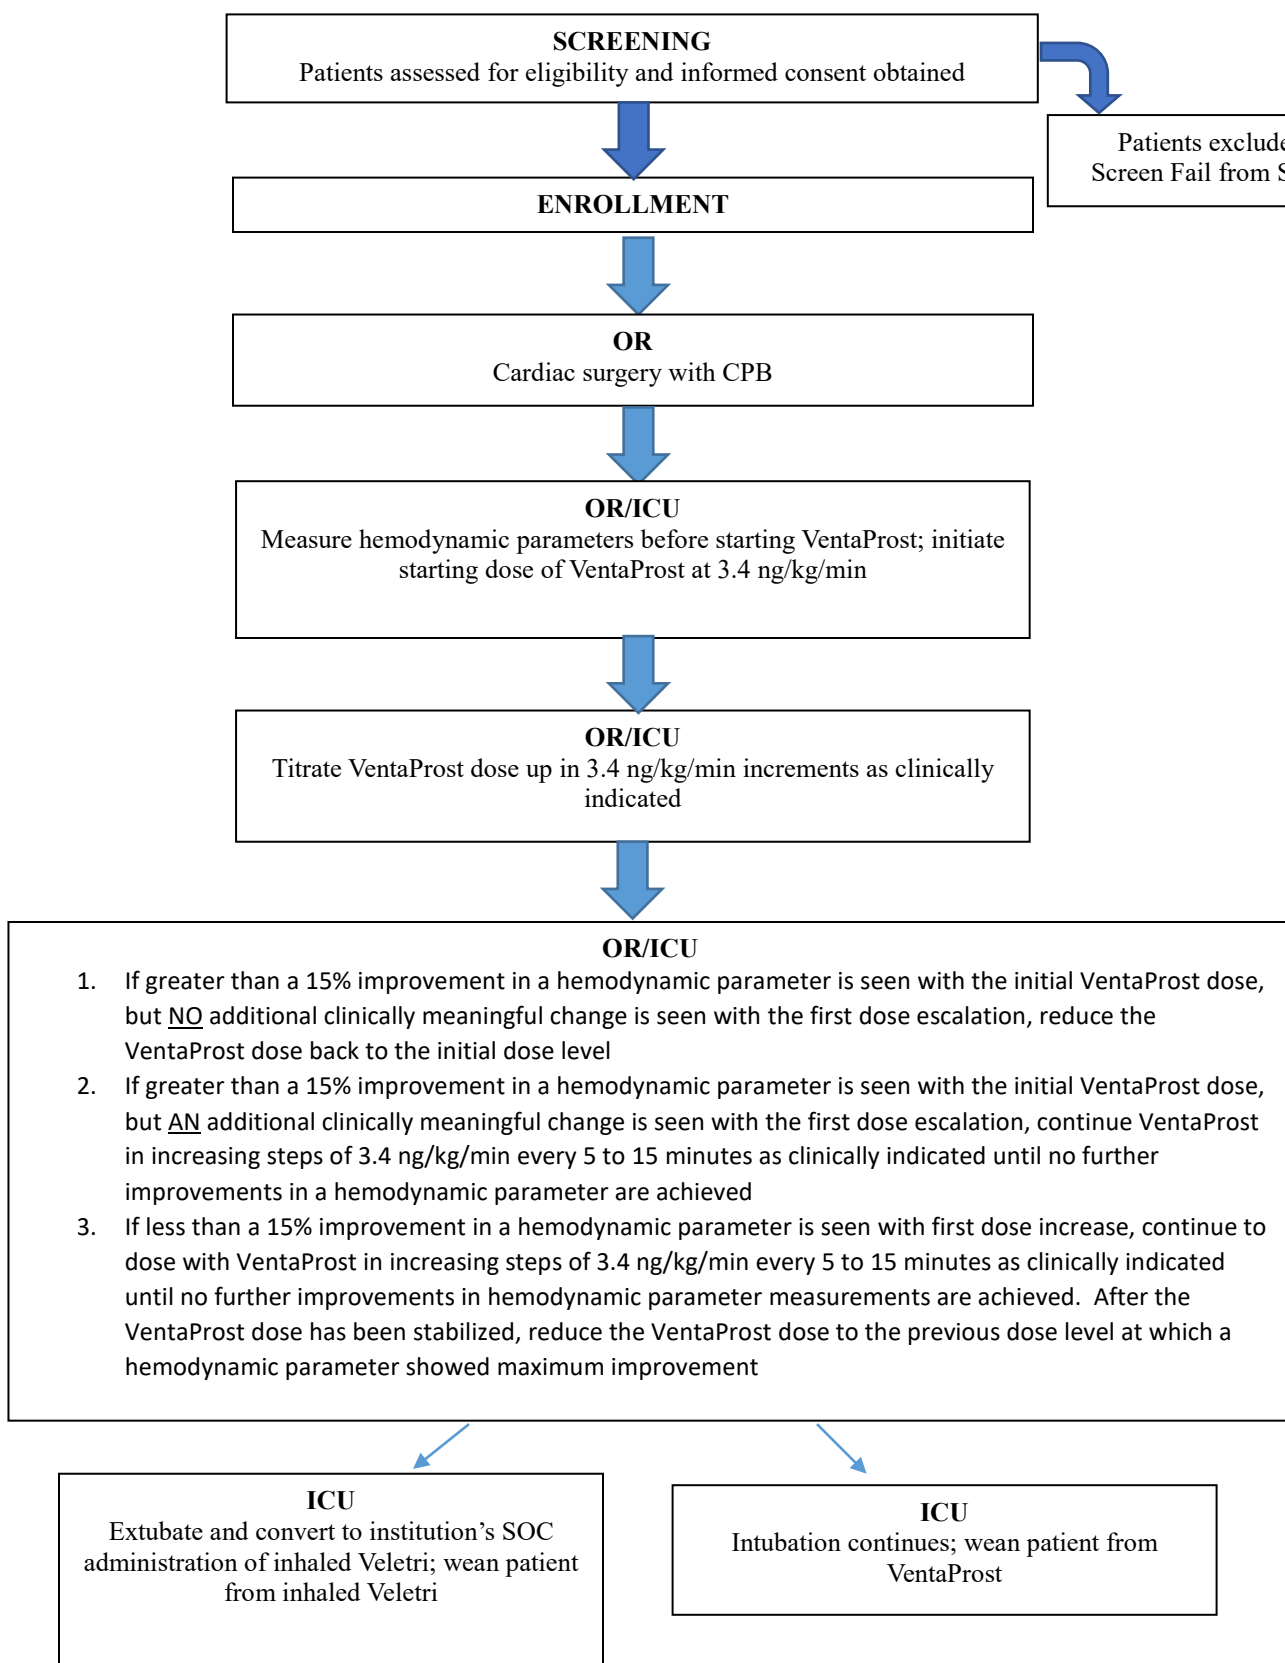 SCREENING
Patients assessed for eligibility and informed consent obtained
Patients exclude
Screen Fail from S
ENROLLMENT
OR
Cardiac surgery with CPB
OR/ICU
Measure hemodynamic parameters before starting VentaProst; initiate
starting dose of VentaProst at 3.4 ng/kg/min
OR/ICU
Titrate VentaProst dose up in 3.4 ng/kg/min increments as clinically
indicated
OR/ICU
1. If greater than a 15% improvement in a hemodynamic parameter is seen with the initial VentaProst dose,
but NO additional clinically meaningful change is seen with the first dose escalation, reduce the
VentaProst dose back to the initial dose level
2. If greater than a 15% improvement in a hemodynamic parameter is seen with the initial VentaProst dose,
but AN additional clinically meaningful change is seen with the first dose escalation, continue VentaProst
in increasing steps of 3.4 ng/kg/min every 5 to 15 minutes as clinically indicated until no further
improvements in a hemodynamic parameter are achieved
3. If less than a 15% improvement in a hemodynamic parameter is seen with first dose increase, continue to
dose with VentaProst in increasing steps of 3.4 ng/kg/min every 5 to 15 minutes as clinically indicated
until no further improvements in hemodynamic parameter measurements are achieved.  After the
VentaProst dose has been stabilized, reduce the VentaProst dose to the previous dose level at which a
hemodynamic parameter showed maximum improvement
ICU
Extubate and convert to institution’s SOC
administration of inhaled Veletri; wean patient
from inhaled Veletri
ICU
Intubation continues; wean patient from
VentaProst